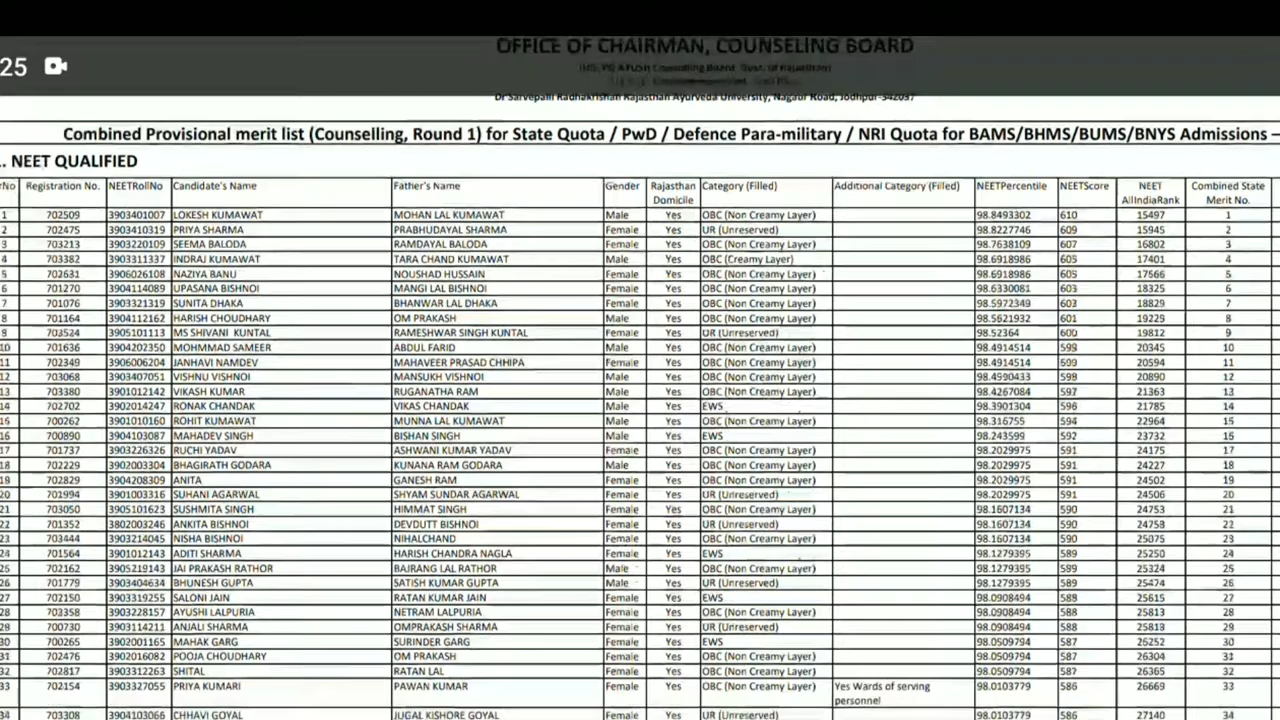 OFFICE OF CHAIRMAN, COUNSELING BOARD
25
Dr Sarvepalli Radhakrishan Rajasthan Ayurveda University, Nagaur Road, Jodhpur-342037
Combined Provisional merit list (Counselling, Round 1) for State Quota / PwD / Defence Para-military / NRI Quota for BAMS/BHMS/BUMS/BNYS Admissions –
. NEET QUALIFIED
rNo Registration No. NEETRollNo Candidate's Name Father's Name Gender Rajasthan Domicile Category (Filled) Additional Category (Filled) NEETPercentile NEETScore NEET AllIndiaRank Combined State Merit No.
1 702509 3903401007 LOKESH KUMAWAT MOHAN LAL KUMAWAT Male Yes OBC (Non Creamy Layer) 98.8493302 610 15497 1
2 702475 3903410319 PRIYA SHARMA PRABHUDAYAL SHARMA Female Yes UR (Unreserved) 98.8227746 609 15945 2
3 703213 3903220109 SEEMA BALODA RAMDAYAL BALODA Female Yes OBC (Non Creamy Layer) 98.7638109 607 16802 3
4 703382 3903311337 INDRAJ KUMAWAT TARA CHAND KUMAWAT Male Yes OBC (Creamy Layer) 98.6918986 605 17401 4
5 702631 3906026108 NAZIYA BANU NOUSHAD HUSSAIN Female Yes OBC (Non Creamy Layer) 98.6918986 605 17566 5
6 701270 3904114089 UPASANA BISHNOI MANGI LAL BISHNOI Female Yes OBC (Non Creamy Layer) 98.6330081 603 18325 6
7 701076 3903321319 SUNITA DHAKA BHANWAR LAL DHAKA Female Yes OBC (Non Creamy Layer) 98.5972349 603 18829 7
8 701164 3904112162 HARISH CHOUDHARY OM PRAKASH Male Yes OBC (Non Creamy Layer) 98.5621932 601 19229 8
9 703524 3905101113 MS SHIVANI KUNTAL RAMESHWAR SINGH KUNTAL Female Yes UR (Unreserved) 98.52364 600 19812 9
10 701636 3904202350 MOHMMAD SAMEER ABDUL FARID Male Yes OBC (Non Creamy Layer) 98.4914514 599 20345 10
11 702349 3906006204 JANHAVI NAMDEV MAHAVEER PRASAD CHHIPA Female Yes OBC (Non Creamy Layer) 98.4914514 599 20594 11
12 703068 3903407051 VISHNU VISHNOI MANSUKH VISHNOI Male Yes OBC (Non Creamy Layer) 98.4590433 598 20890 12
13 703380 3901012142 VIKASH KUMAR RUGANATHA RAM Male Yes OBC (Non Creamy Layer) 98.4267084 597 21363 13
14 702702 3902014247 RONAK CHANDAK VIKAS CHANDAK Male Yes EWS 98.3901304 596 21785 14
15 700262 3901010160 ROHIT KUMAWAT MUNNA LAL KUMAWAT Male Yes OBC (Non Creamy Layer) 98.316755 594 22964 15
16 700890 3904103087 MAHADEV SINGH BISHAN SINGH Male Yes EWS 98.243599 592 23732 16
17 701737 3903226326 RUCHI YADAV ASHWANI KUMAR YADAV Female Yes OBC (Non Creamy Layer) 98.2029975 591 24175 17
18 702229 3902003304 BHAGIRATH GODARA KUNANA RAM GODARA Male Yes OBC (Non Creamy Layer) 98.2029975 591 24227 18
19 702829 3904208309 ANITA GANESH RAM Female Yes OBC (Non Creamy Layer) 98.2029975 591 24502 19
20 701994 3901003316 SUHANI AGARWAL SHYAM SUNDAR AGARWAL Female Yes UR (Unreserved) 98.2029975 591 24506 20
21 703050 3905101623 SUSHMITA SINGH HIMMAT SINGH Female Yes OBC (Non Creamy Layer) 98.1607134 590 24753 21
22 701352 3802003246 ANKITA BISHNOI DEVDUTT BISHNOI Female Yes UR (Unreserved) 98.1607134 590 24758 22
23 703444 3903214045 NISHA BISHNOI NIHALCHAND Female Yes OBC (Non Creamy Layer) 98.1607134 590 25075 23
24 701564 3901012143 ADITI SHARMA HARISH CHANDRA NAGLA Female Yes EWS 98.1279395 589 25250 24
25 702162 3905219143 JAI PRAKASH RATHOR BAJRANG LAL RATHOR Male Yes OBC (Non Creamy Layer) 98.1279395 589 25324 25
26 701779 3903404634 BHUNESH GUPTA SATISH KUMAR GUPTA Male Yes UR (Unreserved) 98.1279395 589 25474 26
27 702150 3903319255 SALONI JAIN RATAN KUMAR JAIN Female Yes EWS 98.0908494 589 25615 27
28 703358 3903228157 AYUSHI LALPURIA NETRAM LALPURIA Female Yes OBC (Non Creamy Layer) 98.0908494 588 25813 28
29 700730 3903114211 ANJALI SHARMA OMPRAKASH SHARMA Female Yes UR (Unreserved) 98.0908494 588 25819 29
30 700265 3902001165 MAHAK GARG SURINDER GARG Female Yes EWS 98.0509794 587 26252 30
31 702476 3902016082 POOJA CHOUDHARY OM PRAKASH Female Yes OBC (Non Creamy Layer) 98.0509794 587 26304 31
32 702817 3903312263 SHITAL RATAN LAL Female Yes OBC (Non Creamy Layer) 98.0509794 587 26365 32
33 702154 3903327055 PRIYA KUMARI PAWAN KUMAR Female Yes OBC (Non Creamy Layer) Yes Wards of serving personnel 98.0103779 586 26669 33
34 703308 3904103066 CHHAVI GOYAL JUGAL KISHORE GOYAL Female Yes UR (Unreserved) 98.0103779 586 27140 34